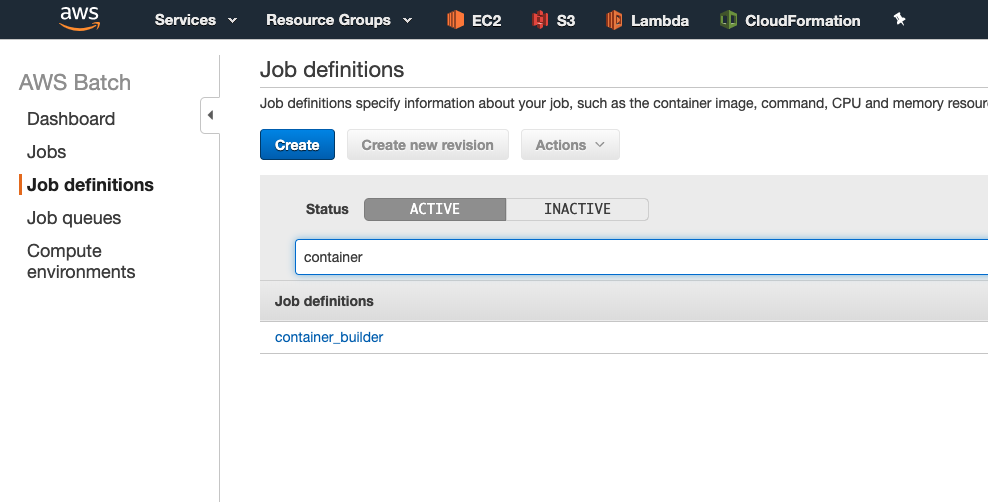 aws Services Resource Groups EC2 S3 Lambda CloudFormation
AWS Batch
Dashboard
Jobs
Job definitions
Job queues
Compute
environments
Job definitions
Job definitions specify information about your job, such as the container image, command, CPU and memory
Create Create new revision Actions
Status ACTIVE INACTIVE
container
Job definitions
container_builder